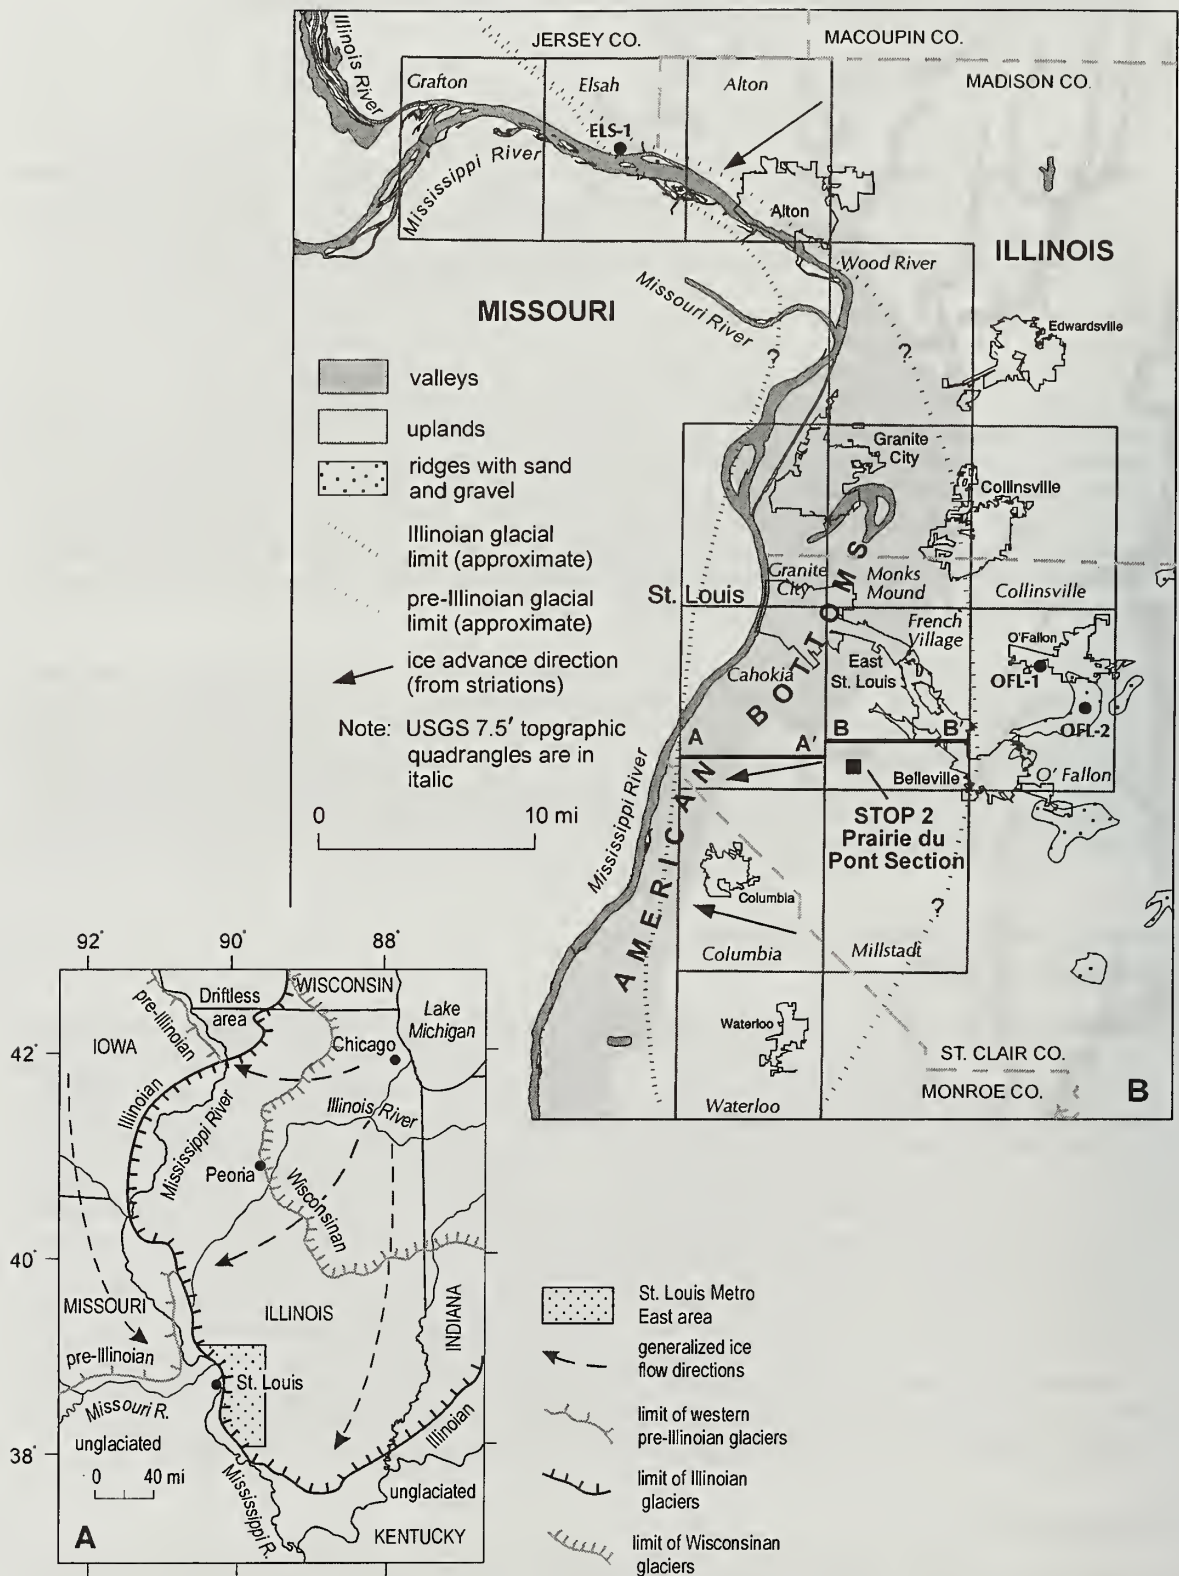 JERSEY CO.
MACOUPIN CO.
MADISON CO.
Illinois River
Grafton
Elsah
Alton
ELS-1
Mississippi River
Alton
Wood River
ILLINOIS
MISSOURI
Missouri River
?
?
Edwardsville
valleys
uplands
ridges with sand
and gravel
Illinoian glacial
limit (approximate)
pre-Illinoian glacial
limit (approximate)
ice advance direction
(from striations)
Note: USGS 7.5′ topgraphic
quadrangles are in
italic
0 10 mi
Granite
City
Collinsville
Granite
City
Monks
Mound
Collinsville
St. Louis
French
Village
O'Fallon
OFL-1
Cahokia
East
St. Louis
OFL-2
A A'
B B'
Belleville
O' Fallon
AMERICAN BOTTOMS
STOP 2
Prairie du
Pont Section
Mississippi River
Columbia
?
Columbia
Millstadt
Waterloo
ST. CLAIR CO.
MONROE CO.
Waterloo
B
92°
90°
88°
WISCONSIN
Driftless
area
Lake
Michigan
pre-Illinoian
IOWA
Chicago
42°
Illinoian
Mississippi River
Illinois River
Peoria
Wisconsinan
40°
MISSOURI
ILLINOIS
INDIANA
pre-Illinoian
St. Louis
Missouri R.
unglaciated
Illinoian
38°
0 40 mi
Mississippi R.
unglaciated
A
KENTUCKY
St. Louis Metro
East area
generalized ice
flow directions
limit of western
pre-Illinoian glaciers
limit of Illinoian
glaciers
limit of Wisconsinan
glaciers